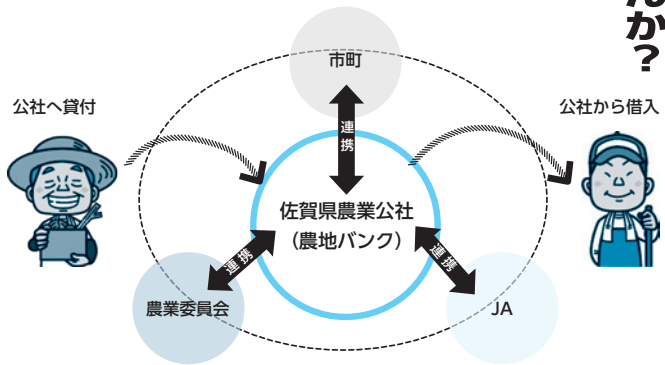 んか?
市町
公社へ貸付
公社から借入
連携
佐賀県農業公社
(農地バンク)
連携
連携
農業委員会
JA